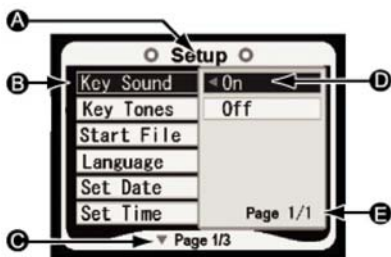 A
Setup
B
Key Sound
On
D
Key Tones
Off
Start File
Language
Set Date
Set Time
Page 1/1
E
C
Page 1/3